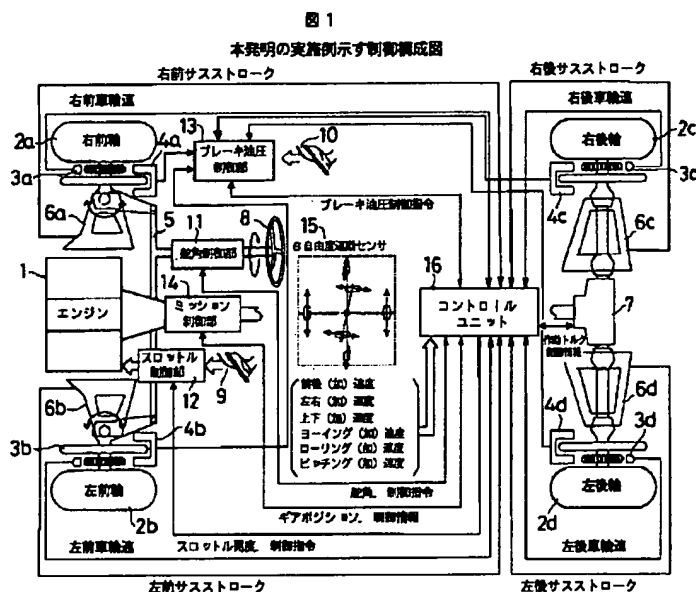 図 1
本発明の実施例示す制御構成図
右前サスストローク
右後サスストローク
右前車輪速
右後車輪速
2a
右前輪
3a
4a
6a
13
ブレーキ油圧
制御部
10
ブレーキ油圧制御指令
右後輪
2c
4c
6c
5
11
舵角制御部
8
15
6自由度運動センサ
16
コントロール
ユニット
1
エンジン
14
ミッション
制御部
スロットル
制御部
12
9
7
作動トルク
制御情報
前後（加）速度
左右（加）速度
上下（加）速度
ヨーイング（加）速度
ローリング（加）速度
ピッチング（加）速度
6b
3b
4b
左前輪
2b
6d
4d
3d
左後輪
2d
舵角、制御指令
ギアポジション、制御情報
左前車輪速
スロットル開度、制御指令
左後車輪速
左前サスストローク
左後サスストローク